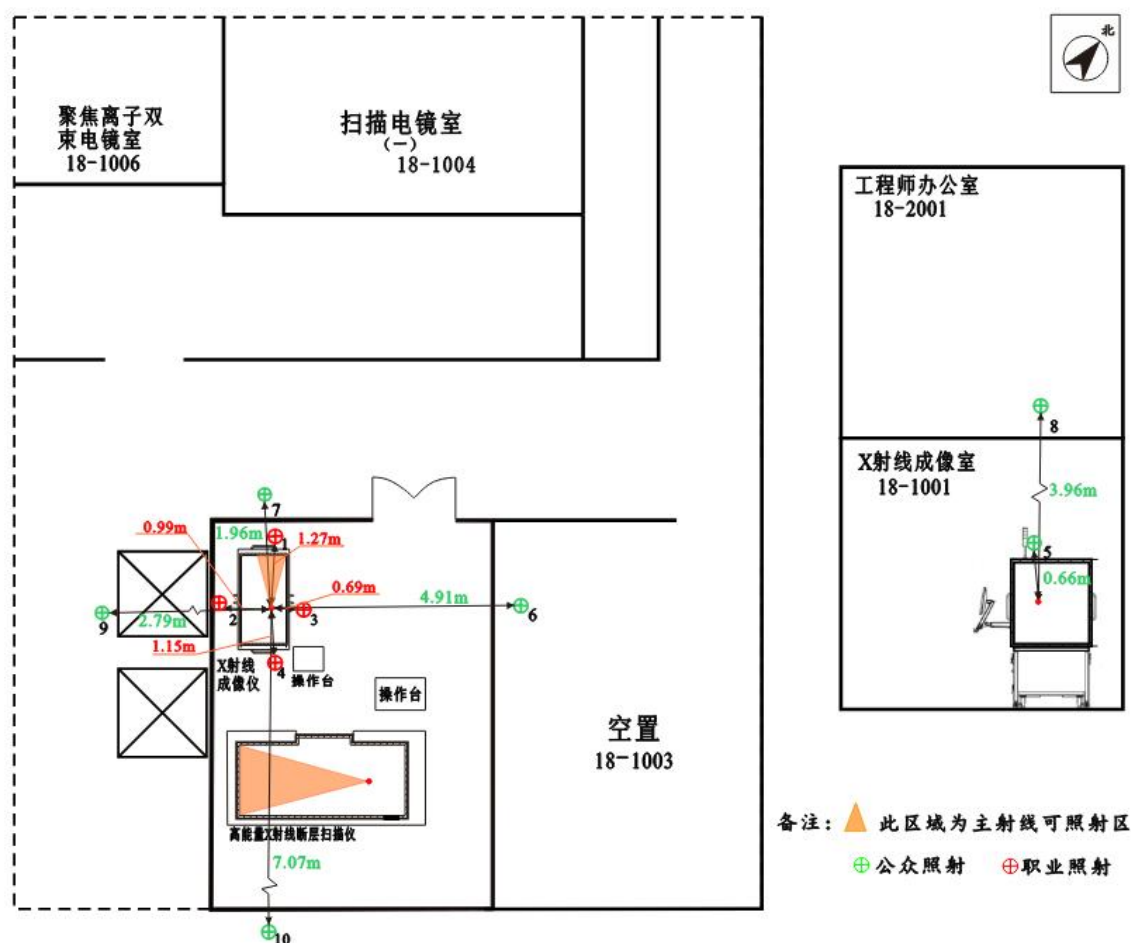 北
聚焦离子双
束电镜室
18-1006
扫描电镜室
（一）
18-1004
工程师办公室
18-2001
8
X射线成像室
18-1001
3.96m
5
0.66m
0.99m
7
1.96m
1
1.27m
0.69m
4.91m
2
3
6
9
2.79m
1.15m
4
X射线
成像仪
操作台
操作台
空置
18-1003
高能量X射线断层扫描仪
7.07m
10
备注：
此区域为主射线可照射区
公众照射
职业照射